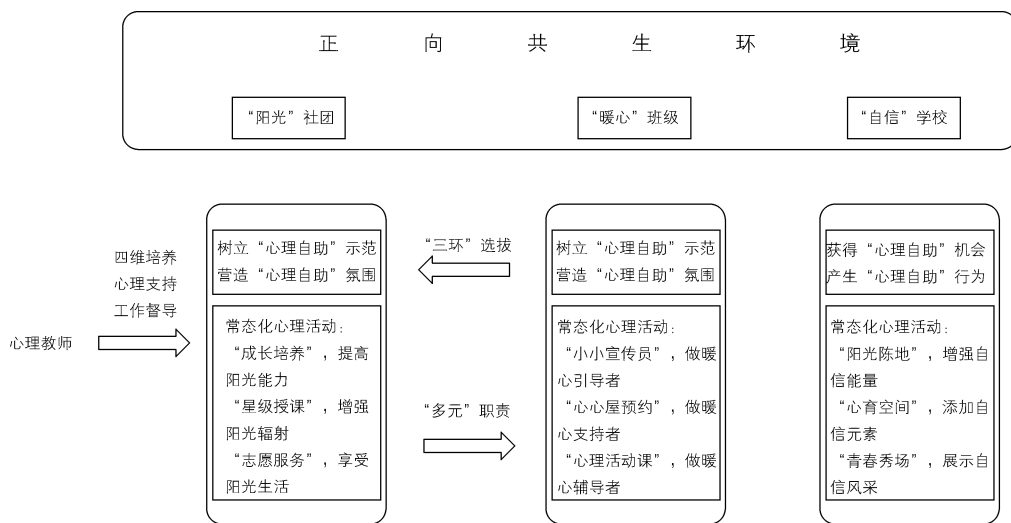 正向共生环境
“阳光”社团
“暖心”班级
“自信”学校
心理教师
四维培养
心理支持
工作督导
树立“心理自助”示范
营造“心理自助”氛围
常态化心理活动:
“成长培养”,提高
阳光能力
“星级授课”,增强
阳光辐射
“志愿服务”,享受
阳光生活
“三环”选拔
“多元”职责
树立“心理自助”示范
营造“心理自助”氛围
常态化心理活动:
“小小宣传员”,做暖
心引导者
“心心屋预约”,做暖
心支持者
“心理活动课”,做暖
心辅导者
获得“心理自助”机会
产生“心理自助”行为
常态化心理活动:
“阳光陈地”,增强自
信能量
“心育空间”,添加自
信元素
“青春秀场”,展示自
信风采